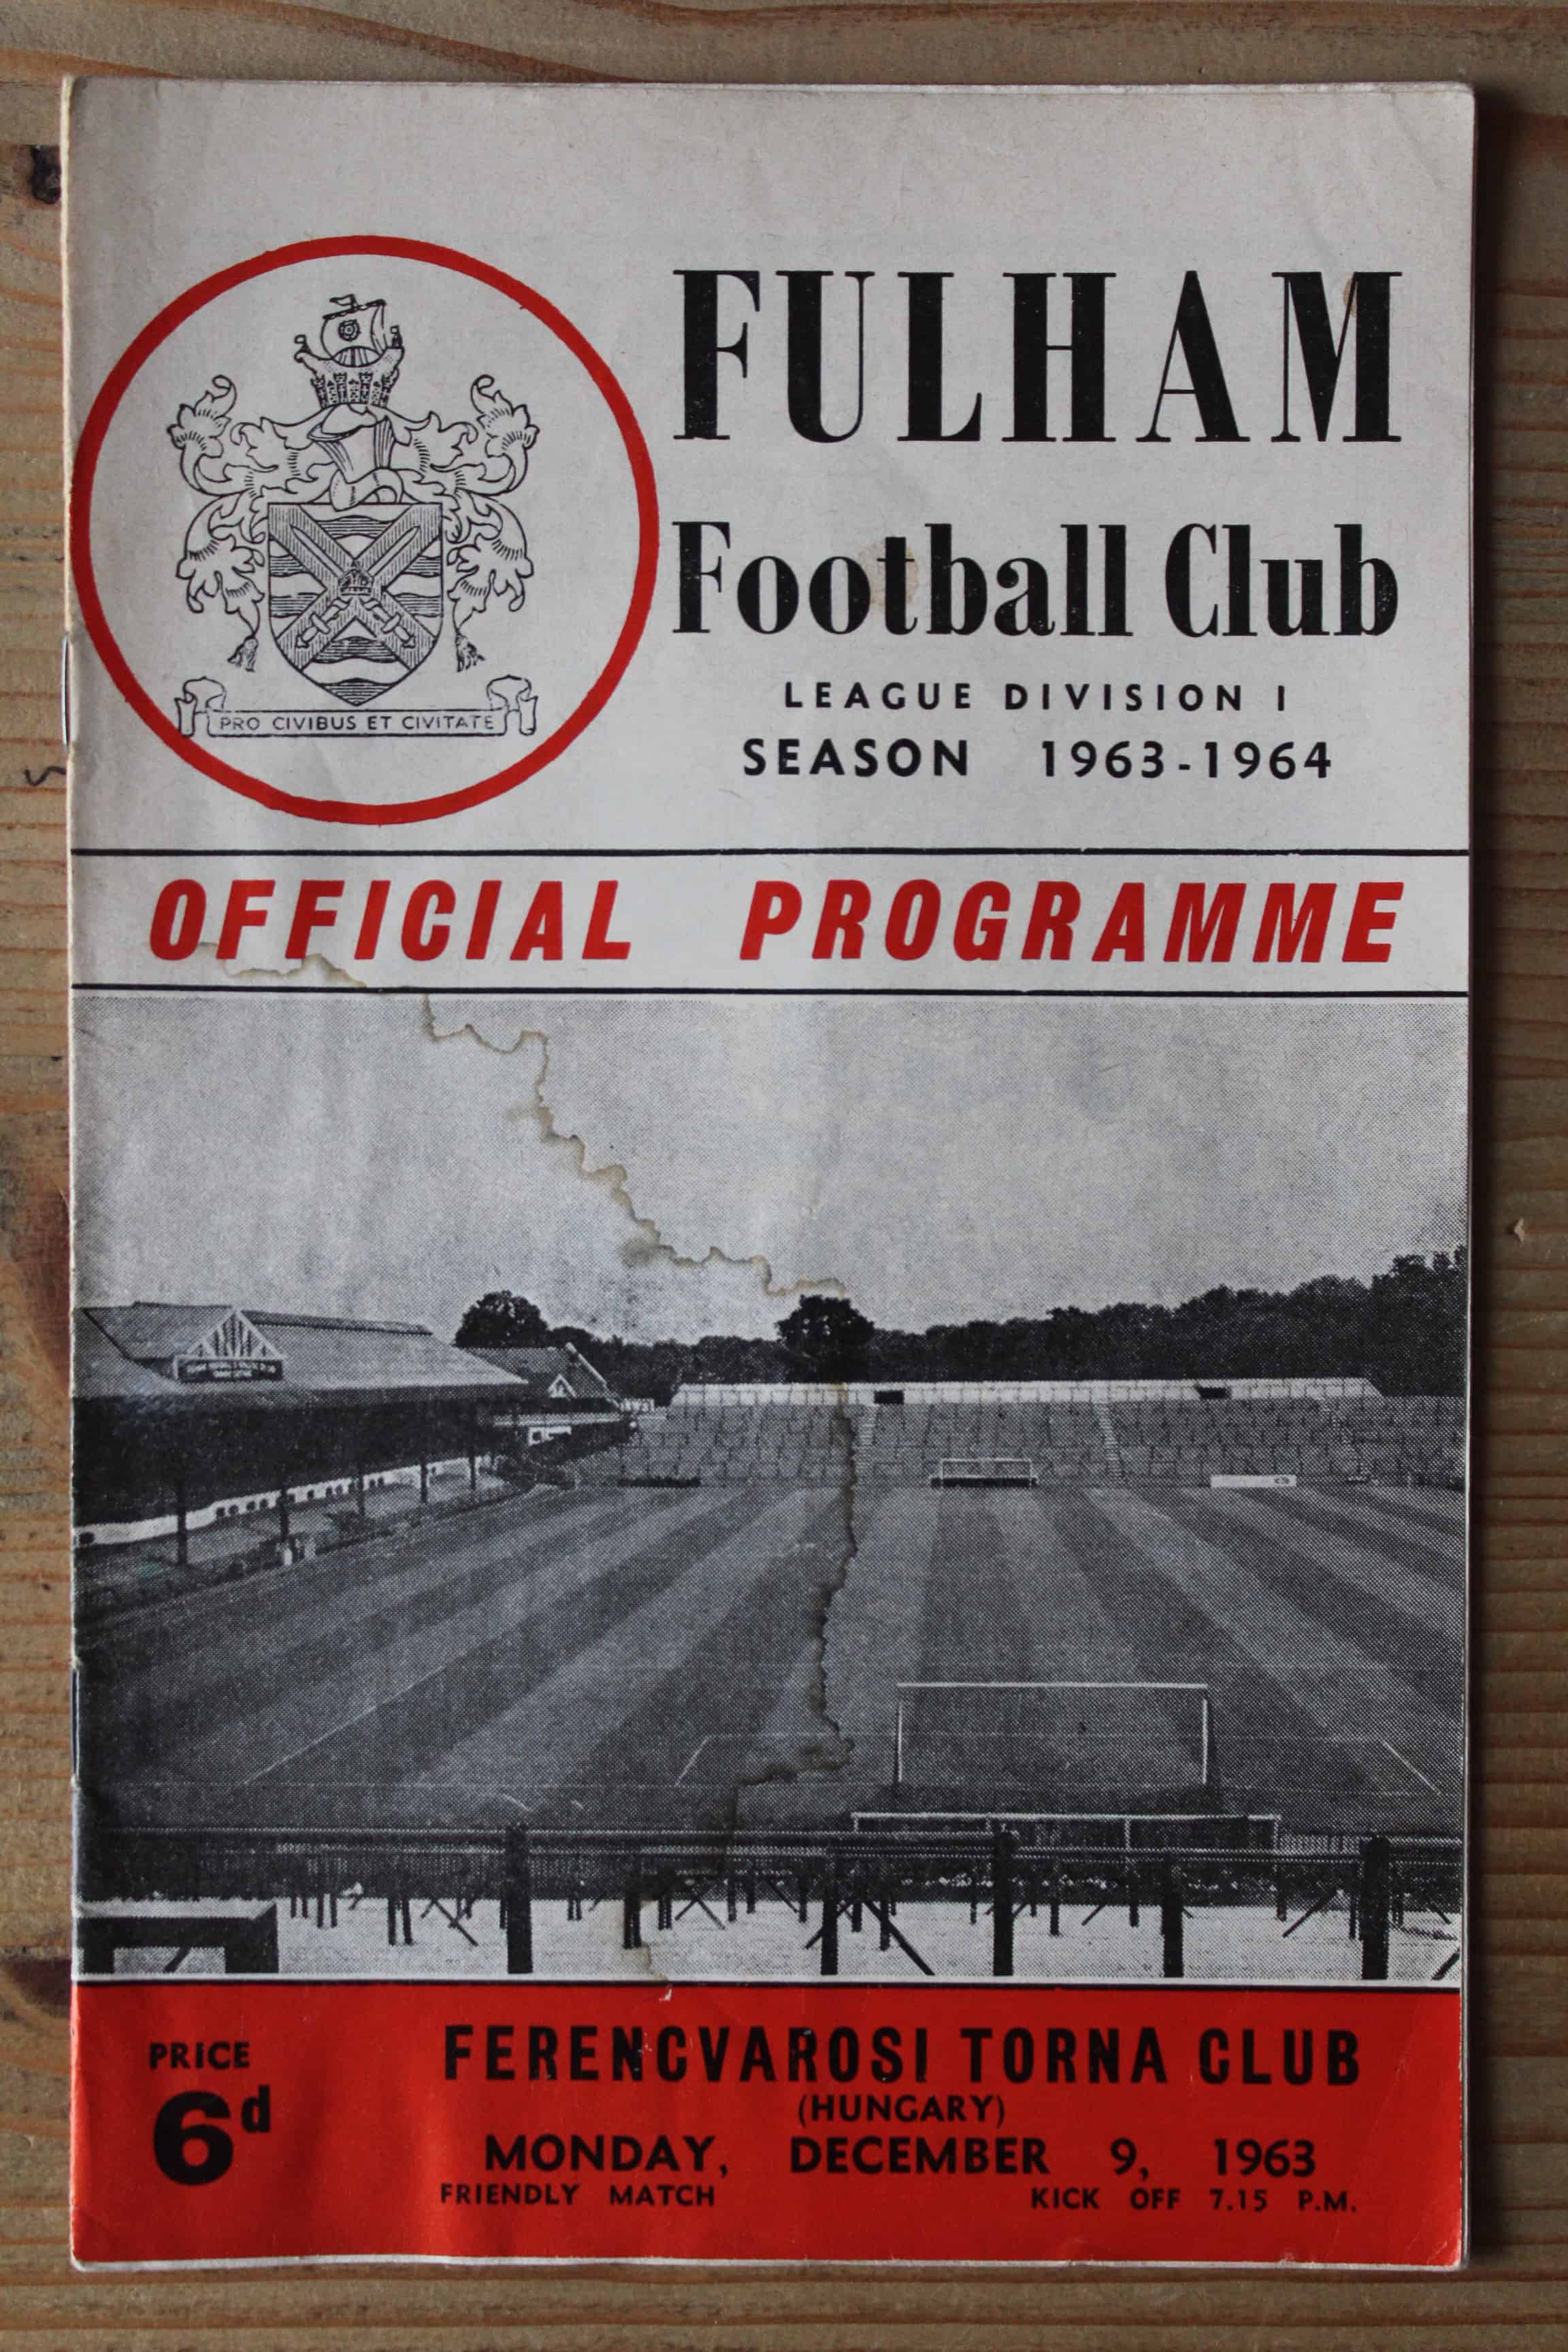 FULHAM
Football Club
LEAGUE DIVISION I
SEASON 1963-1964
PRO CIVIBUS ET CIVITATE
OFFICIAL PROGRAMME
PRICE
6d
FERENCVAROSI TORNA CLUB
(HUNGARY)
MONDAY, DECEMBER 9, 1963
FRIENDLY MATCH KICK OFF 7.15 P.M.